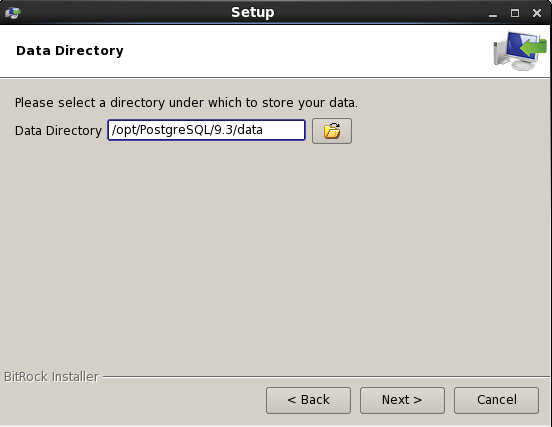 Setup
Data Directory
Please select a directory under which to store your data.
Data Directory /opt/PostgreSQL/9.3/data
BitRock Installer
< Back Next > Cancel